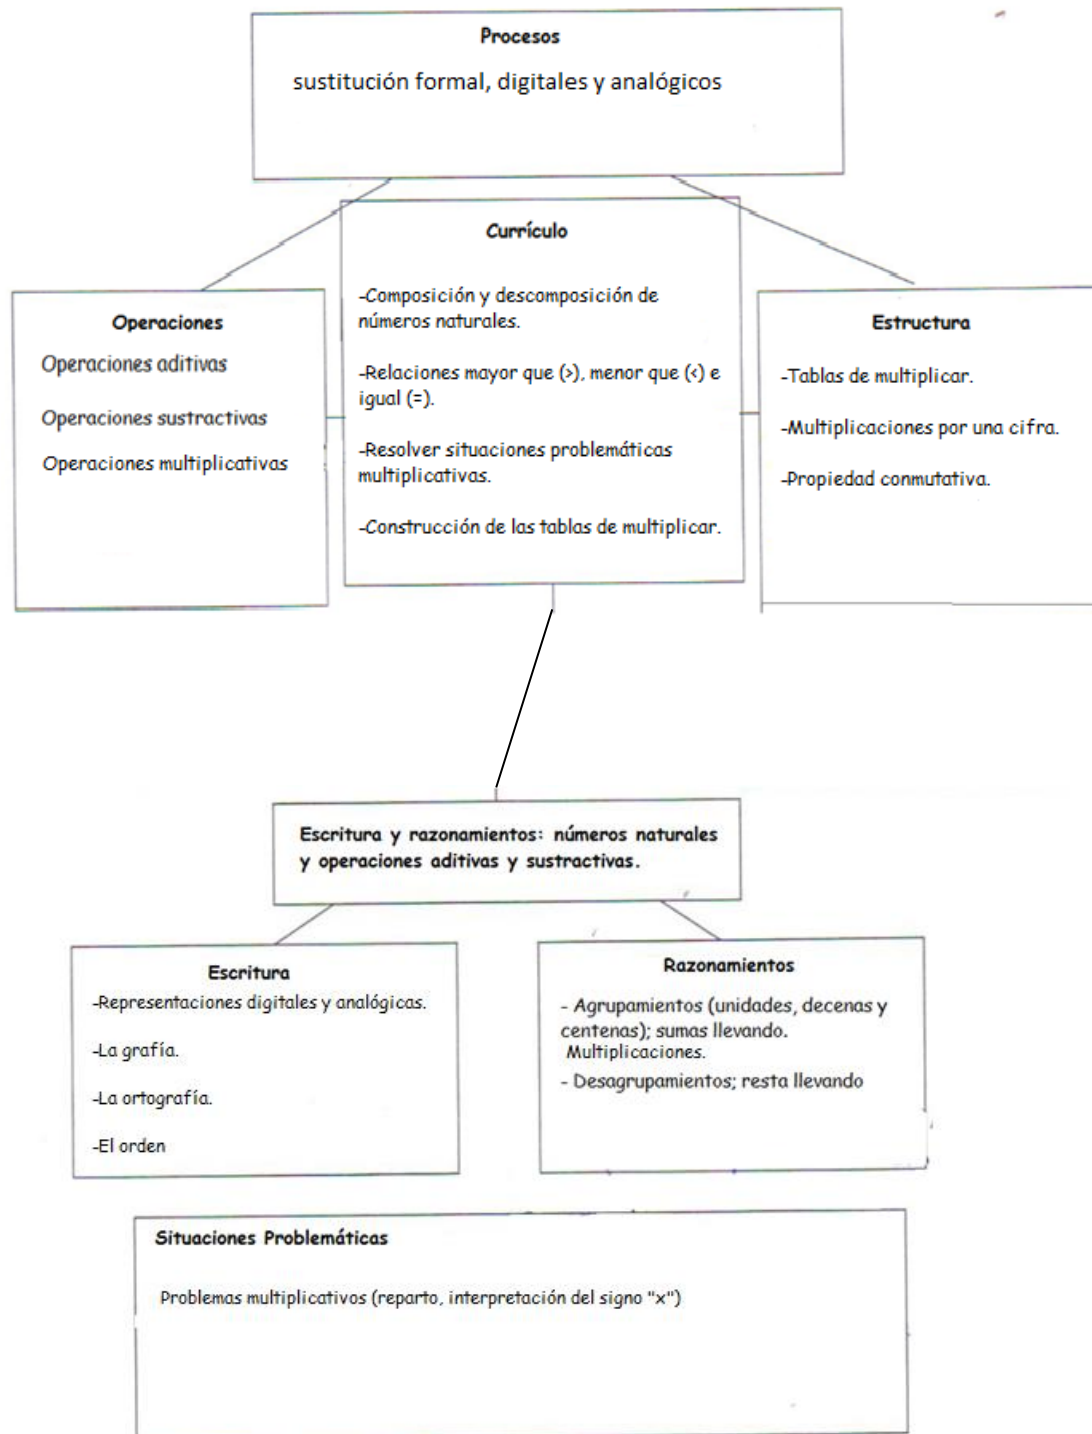 Procesos
sustitución formal, digitales y analógicos
Currículo
-Composición y descomposición de
números naturales.
-Relaciones mayor que (>), menor que (<) e
igual (=).
-Resolver situaciones problemáticas
multiplicativas.
-Construcción de las tablas de multiplicar.
Operaciones
Operaciones aditivas
Operaciones sustractivas
Operaciones multiplicativas
Estructura
-Tablas de multiplicar.
-Multiplicaciones por una cifra.
-Propiedad conmutativa.
Escritura y razonamientos: números naturales
y operaciones aditivas y sustractivas.
Escritura
-Representaciones digitales y analógicas.
-La grafía.
-La ortografía.
-El orden
Razonamientos
- Agrupamientos (unidades, decenas y
centenas); sumas llevando.
Multiplicaciones.
- Desagrupamientos; resta llevando
Situaciones Problemáticas
Problemas multiplicativos (reparto, interpretación del signo "x")